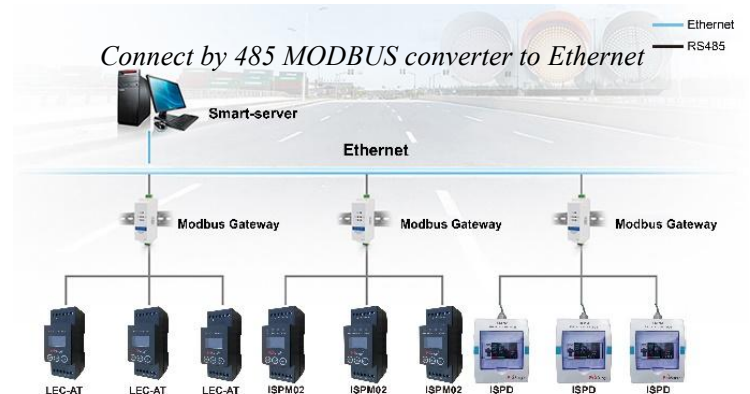 Ethernet
RS485
Connect by 485 MODBUS converter to Ethernet
Smart-server
Ethernet
Modbus Gateway Modbus Gateway Modbus Gateway
LEC-AT LEC-AT LEC-AT ISPM02 ISPM02 ISPM02 ISPD ISPD ISPD